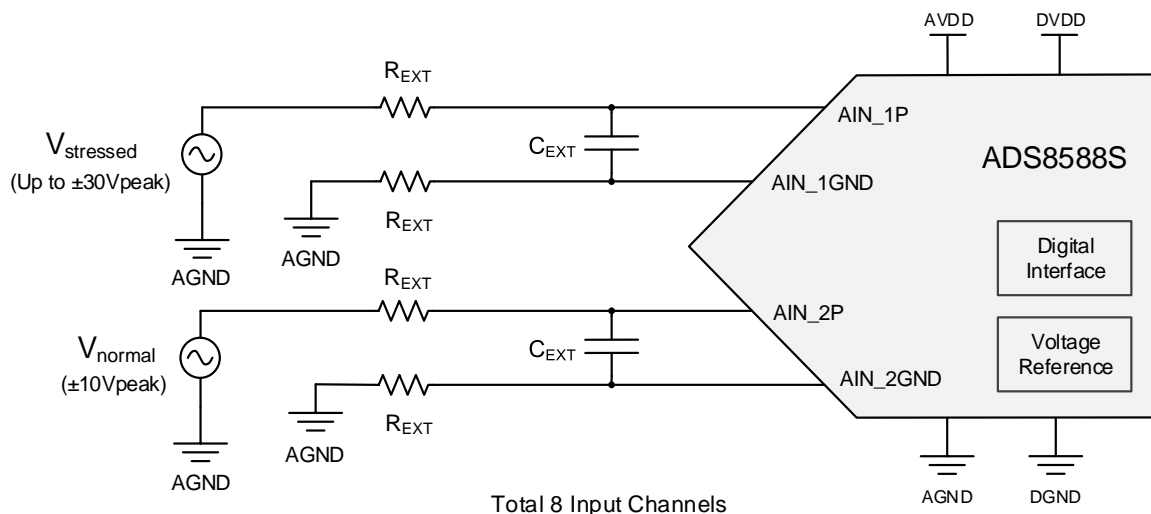 AVDD
DVDD
REXT
AIN_1P
Vstressed
(Up to ±30Vpeak)
CEXT
ADS8588S
AIN_1GND
REXT
AGND
AGND
REXT
Digital
Interface
AIN_2P
Vnormal
(±10Vpeak)
CEXT
Voltage
Reference
AIN_2GND
REXT
AGND
AGND
AGND
DGND
Total 8 Input Channels